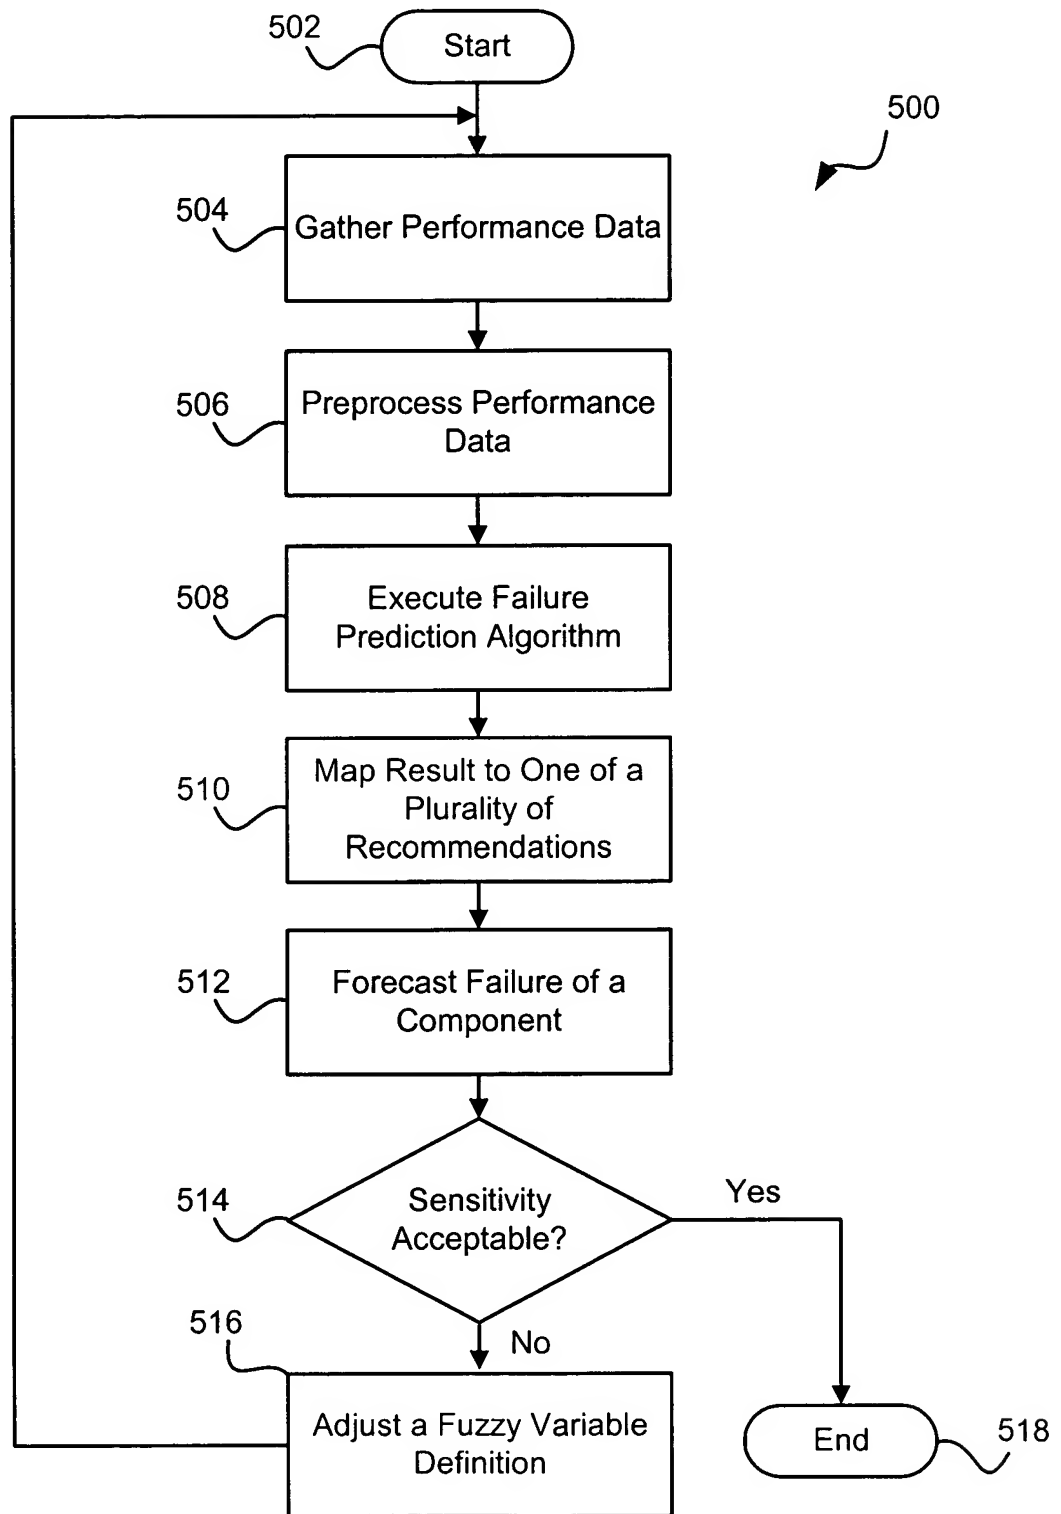 502
Start
500
504
Gather Performance Data
506
Preprocess Performance
Data
508
Execute Failure
Prediction Algorithm
510
Map Result to One of a
Plurality of
Recommendations
512
Forecast Failure of a
Component
514
Sensitivity
Acceptable?
Yes
No
516
Adjust a Fuzzy Variable
Definition
End
518